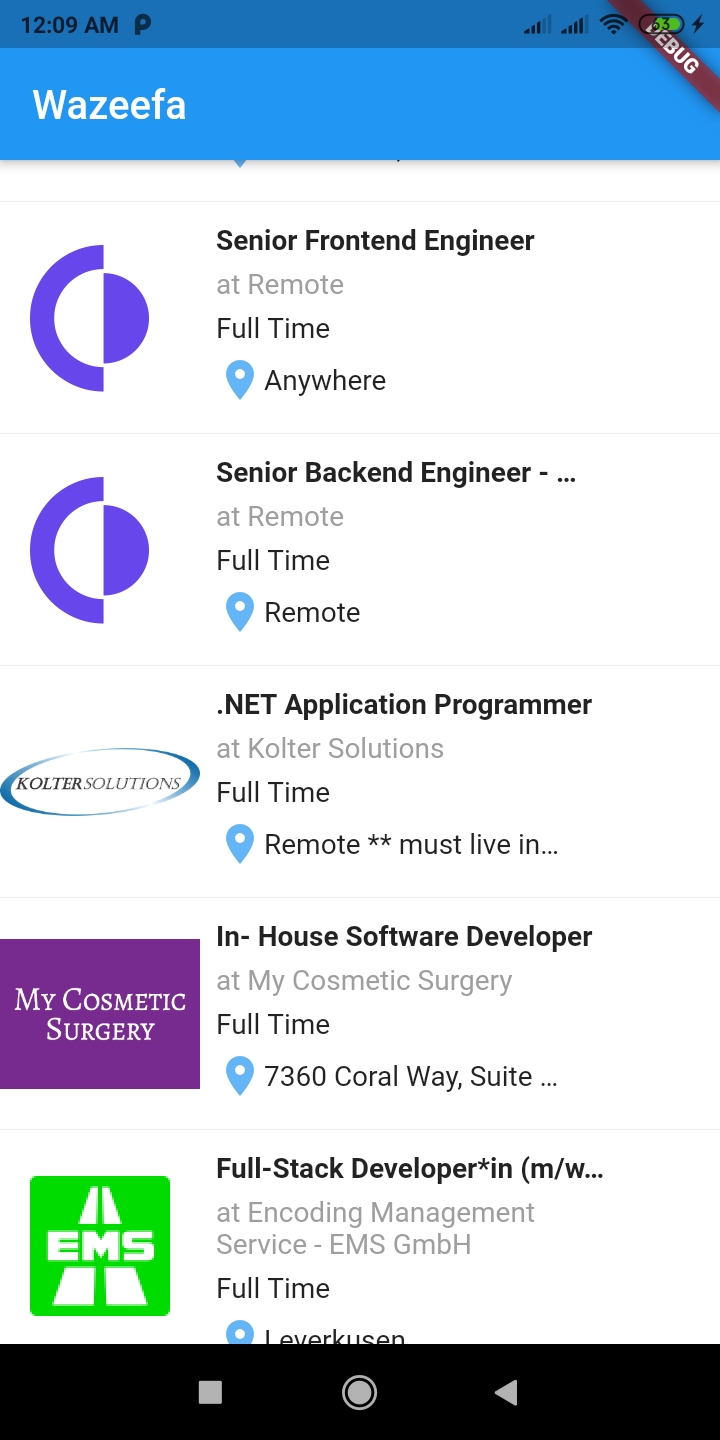 12:09 AM
63
DEBUG
Wazeefa
Senior Frontend Engineer
at Remote
Full Time
Anywhere
Senior Backend Engineer - …
at Remote
Full Time
Remote
KOLTER SOLUTIONS
.NET Application Programmer
at Kolter Solutions
Full Time
Remote ** must live in…
MY COSMETIC
SURGERY
In- House Software Developer
at My Cosmetic Surgery
Full Time
7360 Coral Way, Suite …
EMS
Full-Stack Developer*in (m/w…
at Encoding Management
Service - EMS GmbH
Full Time
Leverkusen